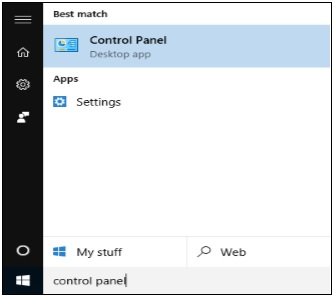 Best match
Control Panel
Desktop app
Apps
Settings
My stuff
Web
control panel